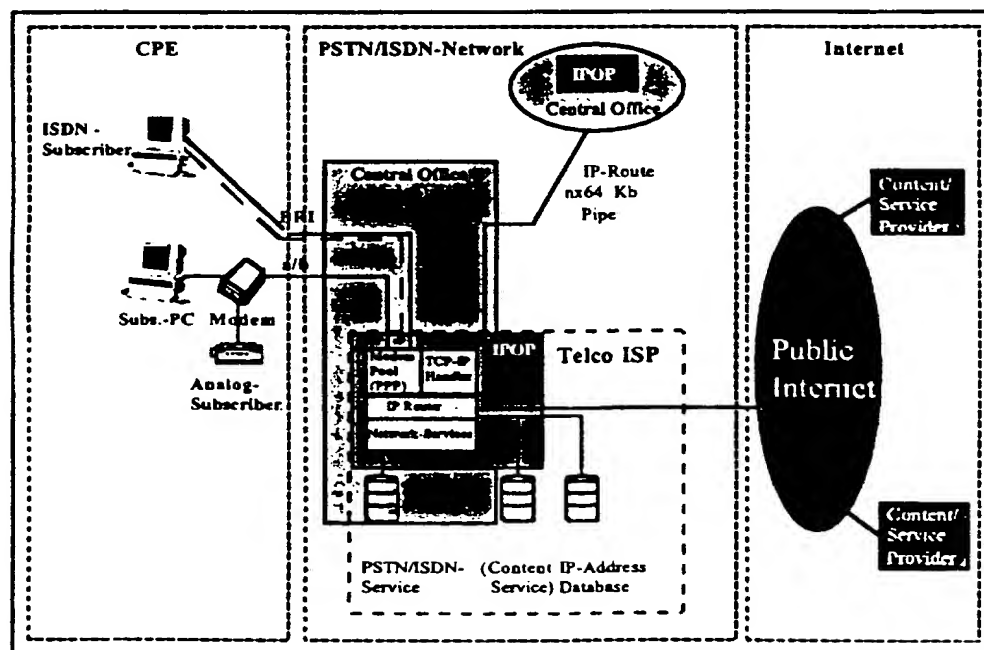 CPE
PSTN/ISDN-Network
Internet
IPOP
Central Office
ISDN -
Subscriber
Central Office
IP-Route
nx64 Kb
Pipe
Content/
Service
Provider
BRI
a/b
Subs.-PC
Modem
Analog-
Subscriber.
Modem
Pool
(PPP)
TCP-IP
Handler
IPOP
Telco ISP
IP Router
Network-Services
Public
Internet
Content/
Service
Provider
PSTN/ISDN-
Service
(Content IP-Address
Service) Database